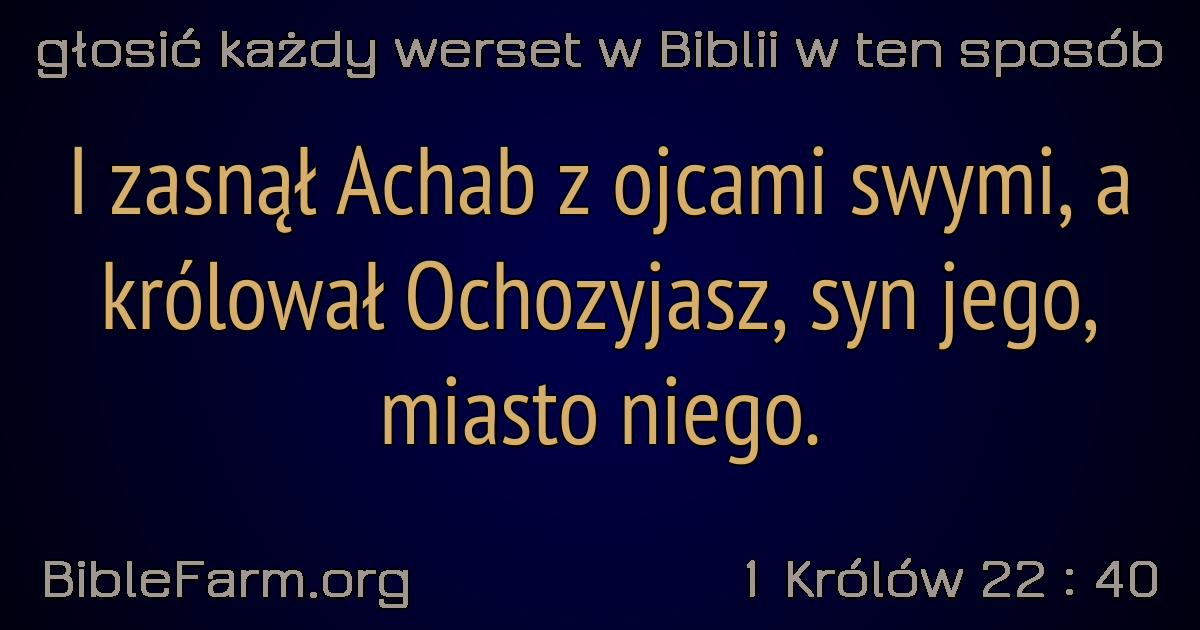 głosić każdy werset w Biblii w ten sposób
I zasnął Achab z ojcami swymi, a
królował Ochozyjasz, syn jego,
miasto niego.
BibleFarm.org
1 Królów 22 : 40